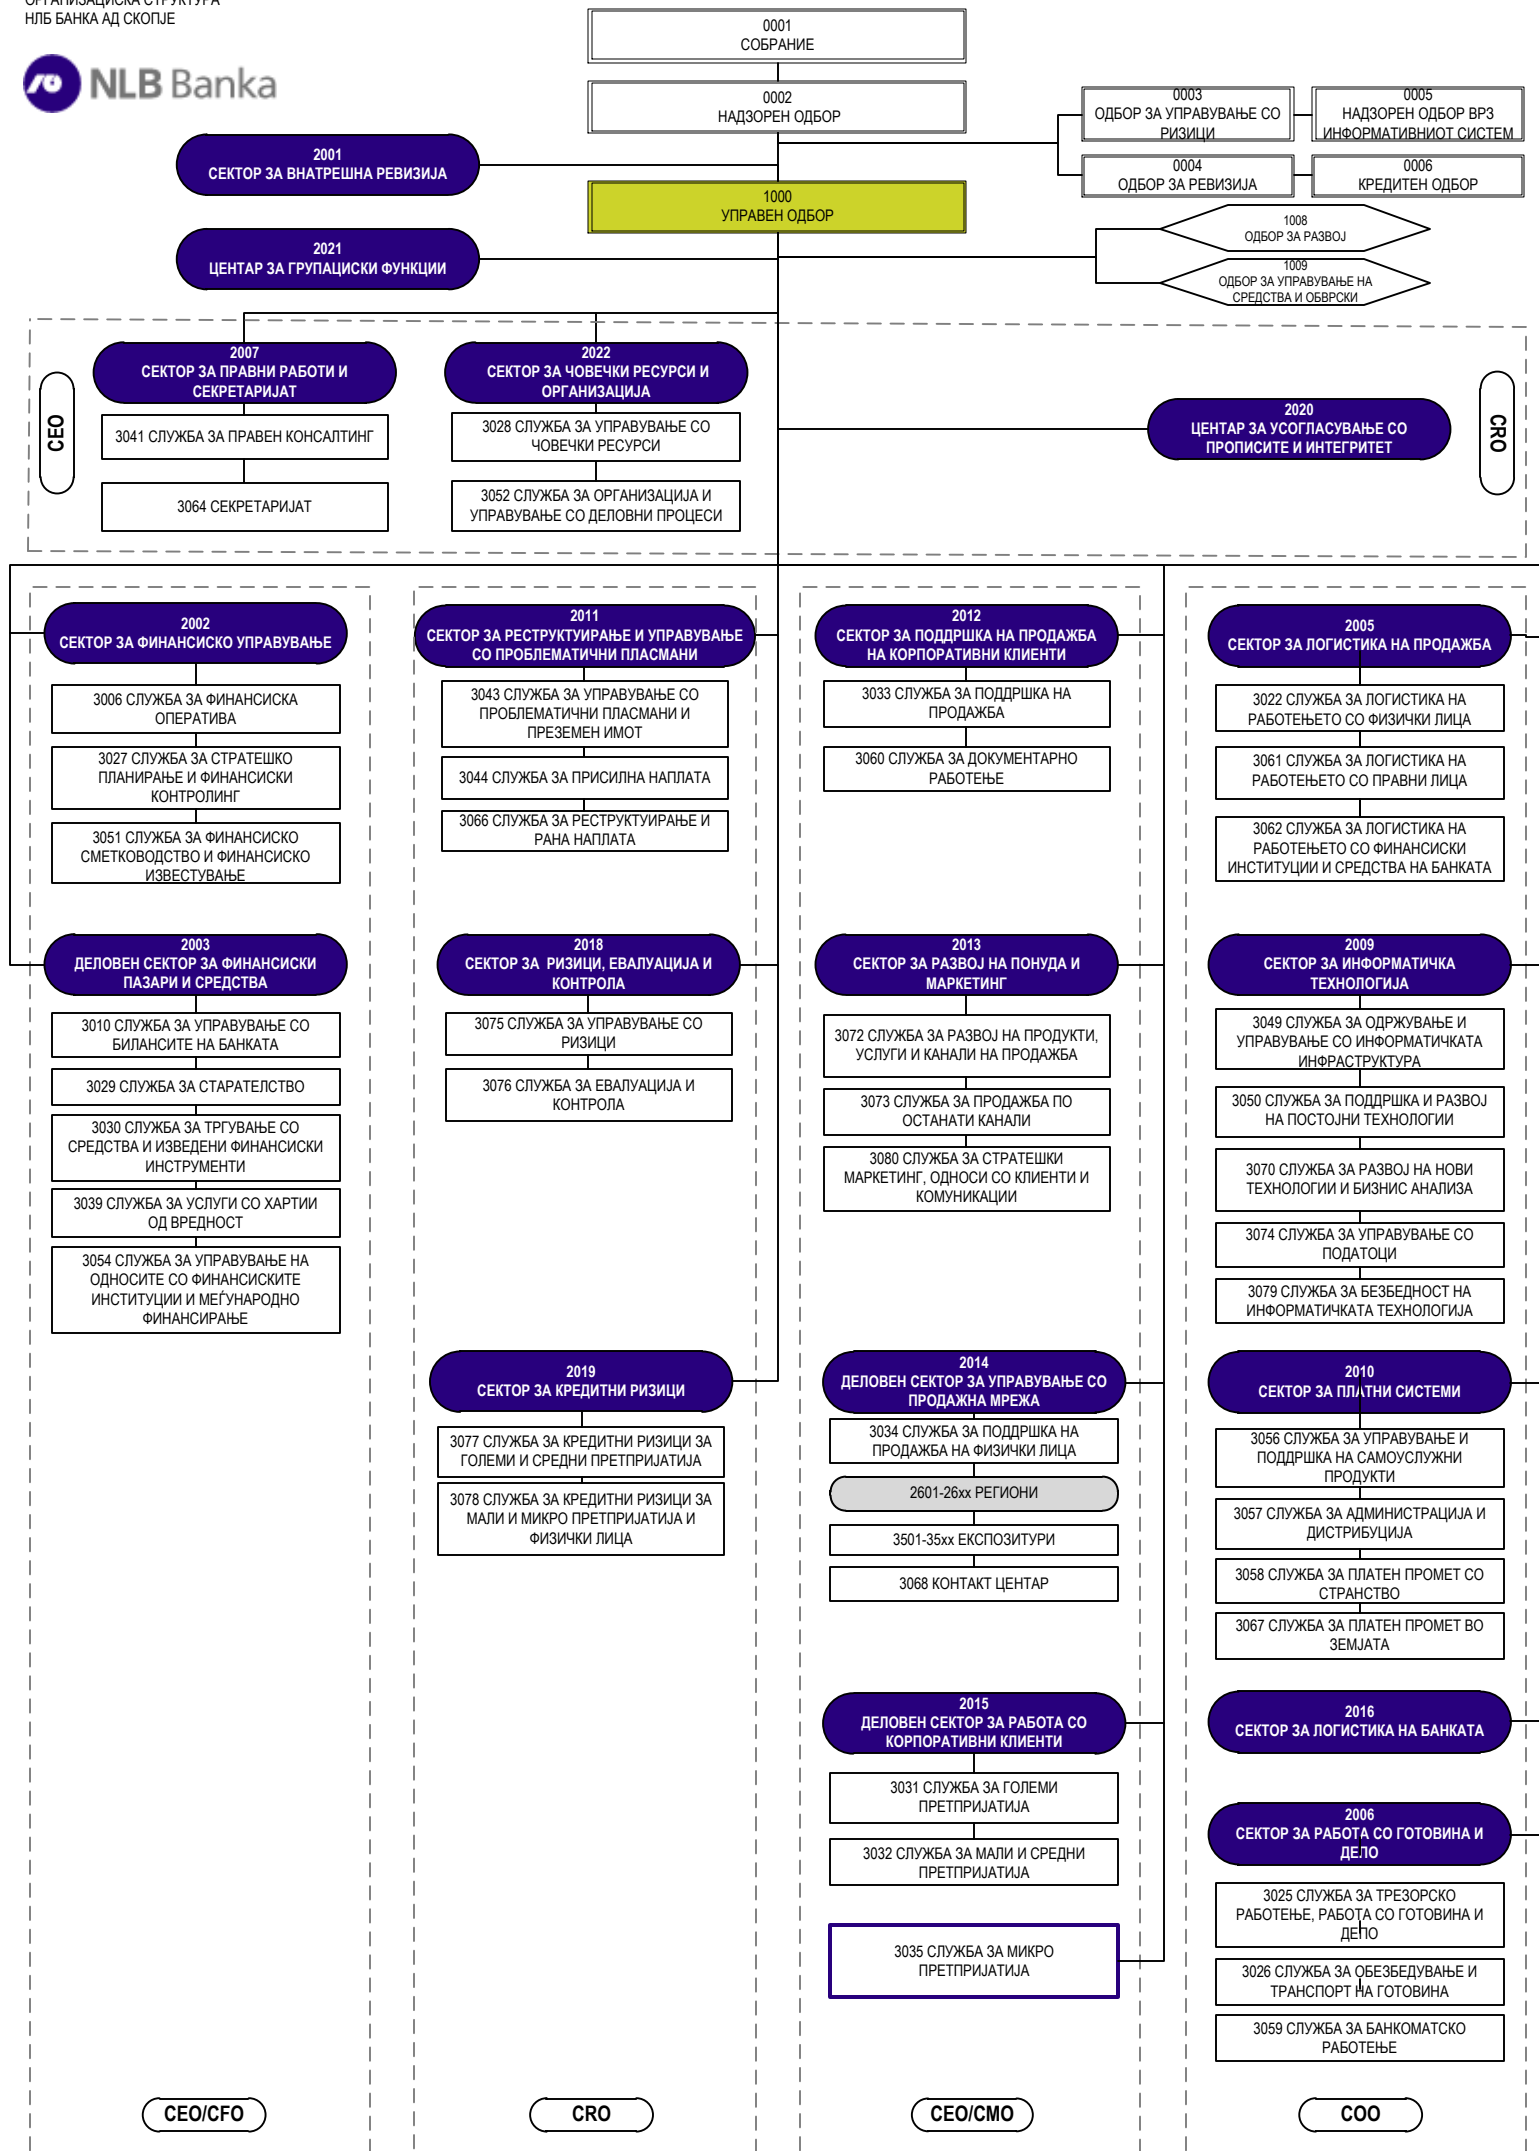 ОРГАНИЗАЦИСКА СТРУКТУРА
НЛБ БАНКА АД СКОПЈЕ
NLB Banka
0001
СОБРАНИЕ
0002
НАДЗОРЕН ОДБОР
0003
ОДБОР ЗА УПРАВУВАЊЕ СО
РИЗИЦИ
0005
НАДЗОРЕН ОДБОР ВРЗ
ИНФОРМАТИВНИОТ СИСТЕМ
0004
ОДБОР ЗА РЕВИЗИЈА
0006
КРЕДИТЕН ОДБОР
2001
СЕКТОР ЗА ВНАТРЕШНА РЕВИЗИЈА
1000
УПРАВЕН ОДБОР
1008
ОДБОР ЗА РАЗВОЈ
2021
ЦЕНТАР ЗА ГРУПАЦИСКИ ФУНКЦИИ
1009
ОДБОР ЗА УПРАВУВАЊЕ НА
СРЕДСТВА И ОБВРСКИ
CEO
2007
СЕКТОР ЗА ПРАВНИ РАБОТИ И
СЕКРЕТАРИЈАТ
3041 СЛУЖБА ЗА ПРАВЕН КОНСАЛТИНГ
3064 СЕКРЕТАРИЈАТ
2022
СЕКТОР ЗА ЧОВЕЧКИ РЕСУРСИ И
ОРГАНИЗАЦИЈА
3028 СЛУЖБА ЗА УПРАВУВАЊЕ СО
ЧОВЕЧКИ РЕСУРСИ
3052 СЛУЖБА ЗА ОРГАНИЗАЦИЈА И
УПРАВУВАЊЕ СО ДЕЛОВНИ ПРОЦЕСИ
2020
ЦЕНТАР ЗА УСОГЛАСУВАЊЕ СО
ПРОПИСИТЕ И ИНТЕГРИТЕТ
CRO
2002
СЕКТОР ЗА ФИНАНСИСКО УПРАВУВАЊЕ
3006 СЛУЖБА ЗА ФИНАНСИСКА
ОПЕРАТИВА
3027 СЛУЖБА ЗА СТРАТЕШКО
ПЛАНИРАЊЕ И ФИНАНСИСКИ
КОНТРОЛИНГ
3051 СЛУЖБА ЗА ФИНАНСИСКО
СМЕТКОВОДСТВО И ФИНАНСИСКО
ИЗВЕСТУВАЊЕ
2003
ДЕЛОВЕН СЕКТОР ЗА ФИНАНСИСКИ
ПАЗАРИ И СРЕДСТВА
3010 СЛУЖБА ЗА УПРАВУВАЊЕ СО
БИЛАНСИТЕ НА БАНКАТА
3029 СЛУЖБА ЗА СТАРАТЕЛСТВО
3030 СЛУЖБА ЗА ТРГУВАЊЕ СО
СРЕДСТВА И ИЗВЕДЕНИ ФИНАНСИСКИ
ИНСТРУМЕНТИ
3039 СЛУЖБА ЗА УСЛУГИ СО ХАРТИИ
ОД ВРЕДНОСТ
3054 СЛУЖБА ЗА УПРАВУВАЊЕ НА
ОДНОСИТЕ СО ФИНАНСИСКИТЕ
ИНСТИТУЦИИ И МЕЃУНАРОДНО
ФИНАНСИРАЊЕ
CEO/CFO
2011
СЕКТОР ЗА РЕСТРУКТУИРАЊЕ И УПРАВУВАЊЕ
СО ПРОБЛЕМАТИЧНИ ПЛАСМАНИ
3043 СЛУЖБА ЗА УПРАВУВАЊЕ СО
ПРОБЛЕМАТИЧНИ ПЛАСМАНИ И
ПРЕЗЕМЕН ИМОТ
3044 СЛУЖБА ЗА ПРИСИЛНА НАПЛАТА
3066 СЛУЖБА ЗА РЕСТРУКТУИРАЊЕ И
РАНА НАПЛАТА
2018
СЕКТОР ЗА РИЗИЦИ, ЕВАЛУАЦИЈА И
КОНТРОЛА
3075 СЛУЖБА ЗА УПРАВУВАЊЕ СО
РИЗИЦИ
3076 СЛУЖБА ЗА ЕВАЛУАЦИЈА И
КОНТРОЛА
2019
СЕКТОР ЗА КРЕДИТНИ РИЗИЦИ
3077 СЛУЖБА ЗА КРЕДИТНИ РИЗИЦИ ЗА
ГОЛЕМИ И СРЕДНИ ПРЕТПРИЈАТИЈА
3078 СЛУЖБА ЗА КРЕДИТНИ РИЗИЦИ ЗА
МАЛИ И МИКРО ПРЕТПРИЈАТИЈА И
ФИЗИЧКИ ЛИЦА
CRO
2012
СЕКТОР ЗА ПОДДРШКА НА ПРОДАЖБА
НА КОРПОРАТИВНИ КЛИЕНТИ
3033 СЛУЖБА ЗА ПОДДРШКА НА
ПРОДАЖБА
3060 СЛУЖБА ЗА ДОКУМЕНТАРНО
РАБОТЕЊЕ
2013
СЕКТОР ЗА РАЗВОЈ НА ПОНУДА И
МАРКЕТИНГ
3072 СЛУЖБА ЗА РАЗВОЈ НА ПРОДУКТИ,
УСЛУГИ И КАНАЛИ НА ПРОДАЖБА
3073 СЛУЖБА ЗА ПРОДАЖБА ПО
ОСТАНАТИ КАНАЛИ
3080 СЛУЖБА ЗА СТРАТЕШКИ
МАРКЕТИНГ, ОДНОСИ СО КЛИЕНТИ И
КОМУНИКАЦИИ
2014
ДЕЛОВЕН СЕКТОР ЗА УПРАВУВАЊЕ СО
ПРОДАЖНА МРЕЖА
3034 СЛУЖБА ЗА ПОДДРШКА НА
ПРОДАЖБА НА ФИЗИЧКИ ЛИЦА
2601-26xx РЕГИОНИ
3501-35xx ЕКСПОЗИТУРИ
3068 КОНТАКТ ЦЕНТАР
2015
ДЕЛОВЕН СЕКТОР ЗА РАБОТА СО
КОРПОРАТИВНИ КЛИЕНТИ
3031 СЛУЖБА ЗА ГОЛЕМИ
ПРЕТПРИЈАТИЈА
3032 СЛУЖБА ЗА МАЛИ И СРЕДНИ
ПРЕТПРИЈАТИЈА
3035 СЛУЖБА ЗА МИКРО
ПРЕТПРИЈАТИЈА
CEO/CMO
2005
СЕКТОР ЗА ЛОГИСТИКА НА ПРОДАЖБА
3022 СЛУЖБА ЗА ЛОГИСТИКА НА
РАБОТЕЊЕТО СО ФИЗИЧКИ ЛИЦА
3061 СЛУЖБА ЗА ЛОГИСТИКА НА
РАБОТЕЊЕТО СО ПРАВНИ ЛИЦА
3062 СЛУЖБА ЗА ЛОГИСТИКА НА
РАБОТЕЊЕТО СО ФИНАНСИСКИ
ИНСТИТУЦИИ И СРЕДСТВА НА БАНКАТА
2009
СЕКТОР ЗА ИНФОРМАТИЧКА
ТЕХНОЛОГИЈА
3049 СЛУЖБА ЗА ОДРЖУВАЊЕ И
УПРАВУВАЊЕ СО ИНФОРМАТИЧКАТА
ИНФРАСТРУКТУРА
3050 СЛУЖБА ЗА ПОДДРШКА И РАЗВОЈ
НА ПОСТОЈНИ ТЕХНОЛОГИИ
3070 СЛУЖБА ЗА РАЗВОЈ НА НОВИ
ТЕХНОЛОГИИ И БИЗНИС АНАЛИЗА
3074 СЛУЖБА ЗА УПРАВУВАЊЕ СО
ПОДАТОЦИ
3079 СЛУЖБА ЗА БЕЗБЕДНОСТ НА
ИНФОРМАТИЧКАТА ТЕХНОЛОГИЈА
2010
СЕКТОР ЗА ПЛАТНИ СИСТЕМИ
3056 СЛУЖБА ЗА УПРАВУВАЊЕ И
ПОДДРШКА НА САМОУСЛУЖНИ
ПРОДУКТИ
3057 СЛУЖБА ЗА АДМИНИСТРАЦИЈА И
ДИСТРИБУЦИЈА
3058 СЛУЖБА ЗА ПЛАТЕН ПРОМЕТ СО
СТРАНСТВО
3067 СЛУЖБА ЗА ПЛАТЕН ПРОМЕТ ВО
ЗЕМЈАТА
2016
СЕКТОР ЗА ЛОГИСТИКА НА БАНКАТА
2006
СЕКТОР ЗА РАБОТА СО ГОТОВИНА И
ДЕПО
3025 СЛУЖБА ЗА ТРЕЗОРСКО
РАБОТЕЊЕ, РАБОТА СО ГОТОВИНА И
ДЕПО
3026 СЛУЖБА ЗА ОБЕЗБЕДУВАЊЕ И
ТРАНСПОРТ НА ГОТОВИНА
3059 СЛУЖБА ЗА БАНКОМАТСКО
РАБОТЕЊЕ
COO